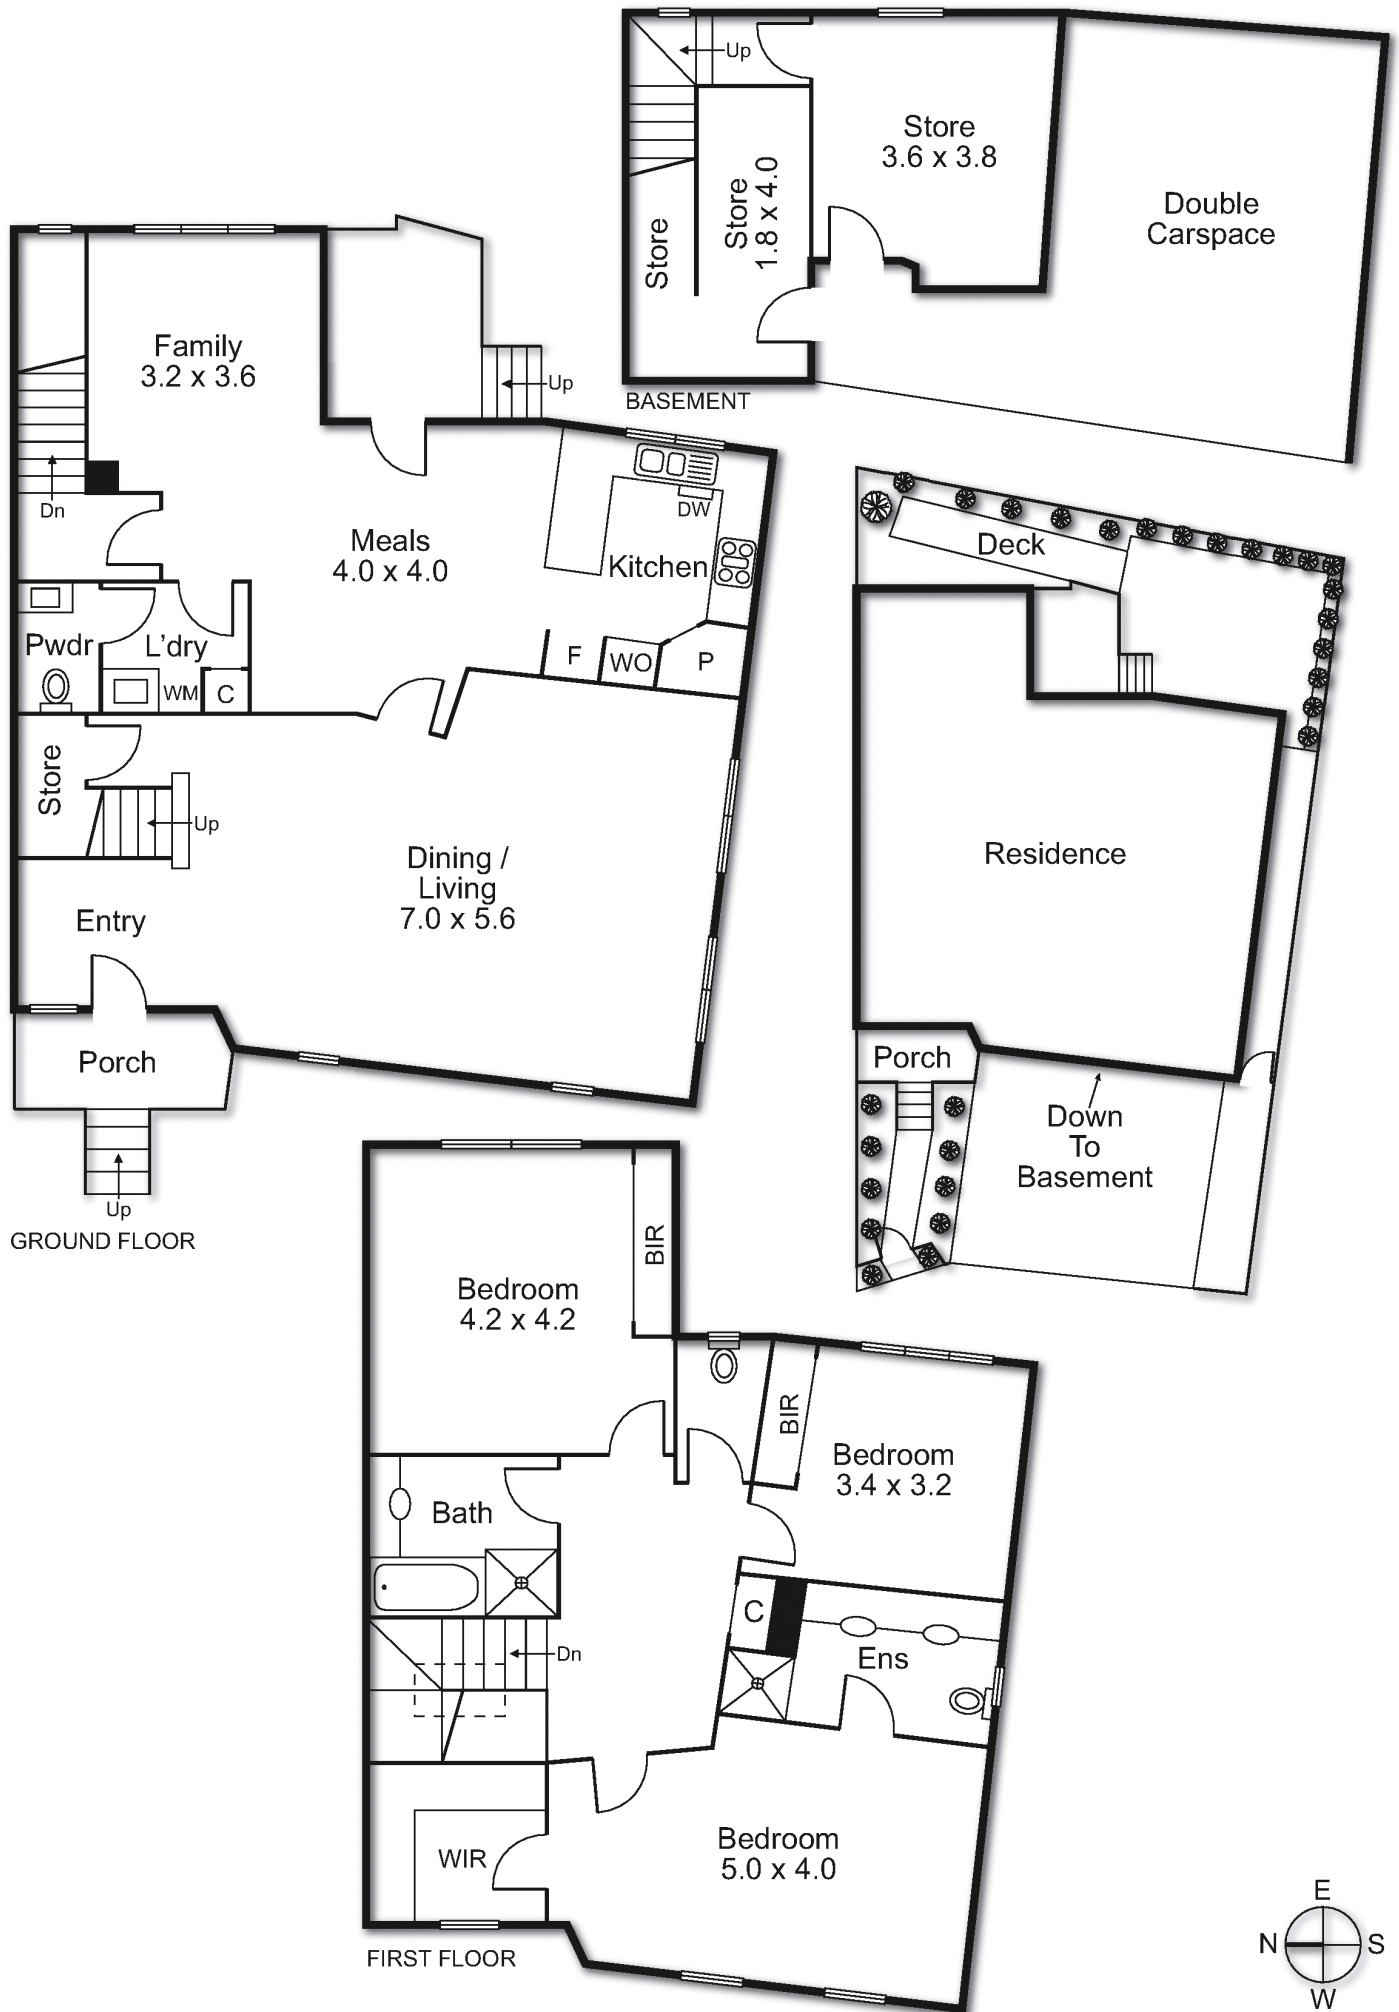 Up
Store
3.6 x 3.8
Store
1.8 x 4.0
Store
Double
Carspace
BASEMENT
Family
3.2 x 3.6
Up
Dn
Meals
4.0 x 4.0
DW
Kitchen
Pwdr
L'dry
WM
C
F
WO
P
Store
Up
Dining /
Living
7.0 x 5.6
Entry
Porch
Up
GROUND FLOOR
Deck
Residence
Porch
Down
To
Basement
Bedroom
4.2 x 4.2
BIR
BIR
Bedroom
3.4 x 3.2
Bath
C
Ens
Dn
WIR
Bedroom
5.0 x 4.0
FIRST FLOOR
E
N
S
W